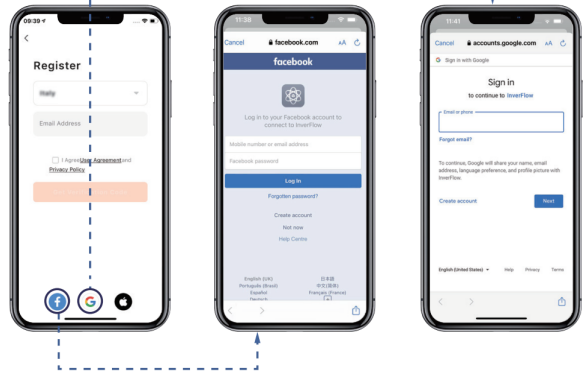 09:39
Register
Email Address
I Agree User Agreement and
Privacy Policy
11:38
Cancel
facebook.com
AA
facebook
Log in to your Facebook account to
connect to InverFlow
Mobile number or email address
Facebook password
Log In
Forgotten password?
Create account
Not now
Help Centre
English (UK)
日本語
Português (Brasil)
中文(简体)
Español
Français (France)
Deutsch
+
11:41
Cancel
accounts.google.com
AA
G Sign in with Google
Sign in
to continue to InverFlow
Email or phone
Forgot email?
To continue, Google will share your name, email
address, language preference, and profile picture with
InverFlow.
Create account
Next
English (United States)
Help
Privacy
Terms